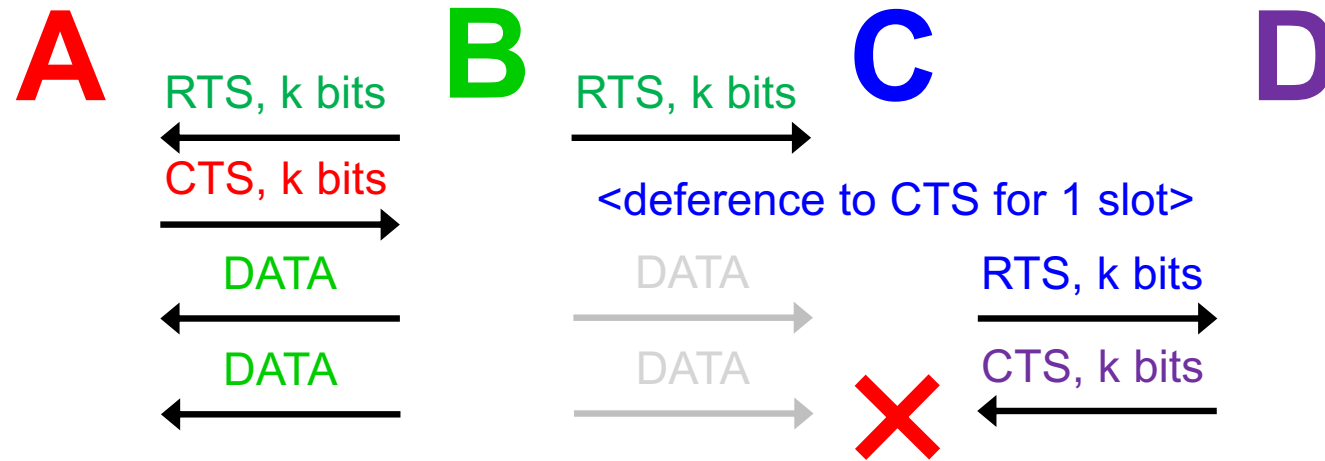 A B C D
RTS, k bits RTS, k bits
CTS, k bits
<deference to CTS for 1 slot>
DATA DATA RTS, k bits
DATA DATA CTS, k bits